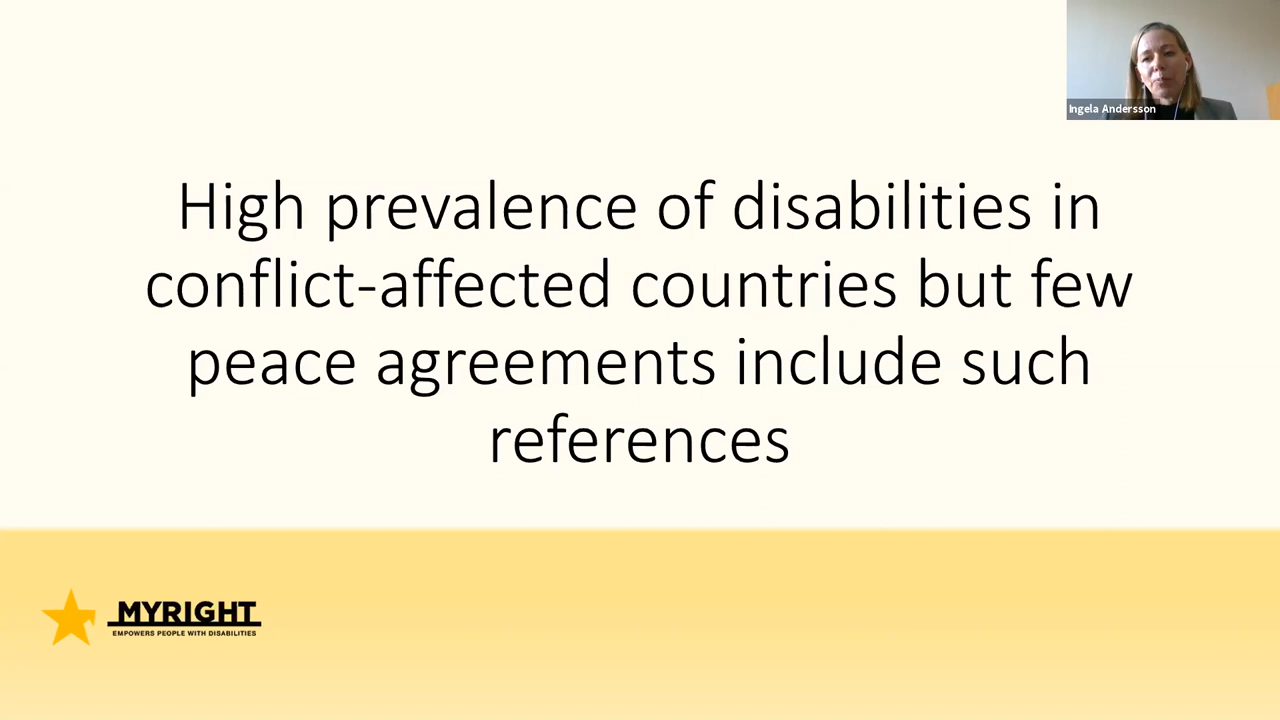 Ingela Andersson
High prevalence of disabilities in
conflict-affected countries but few
peace agreements include such
references
MYRIGHT
EMPOWERS PEOPLE WITH DISABILITIES